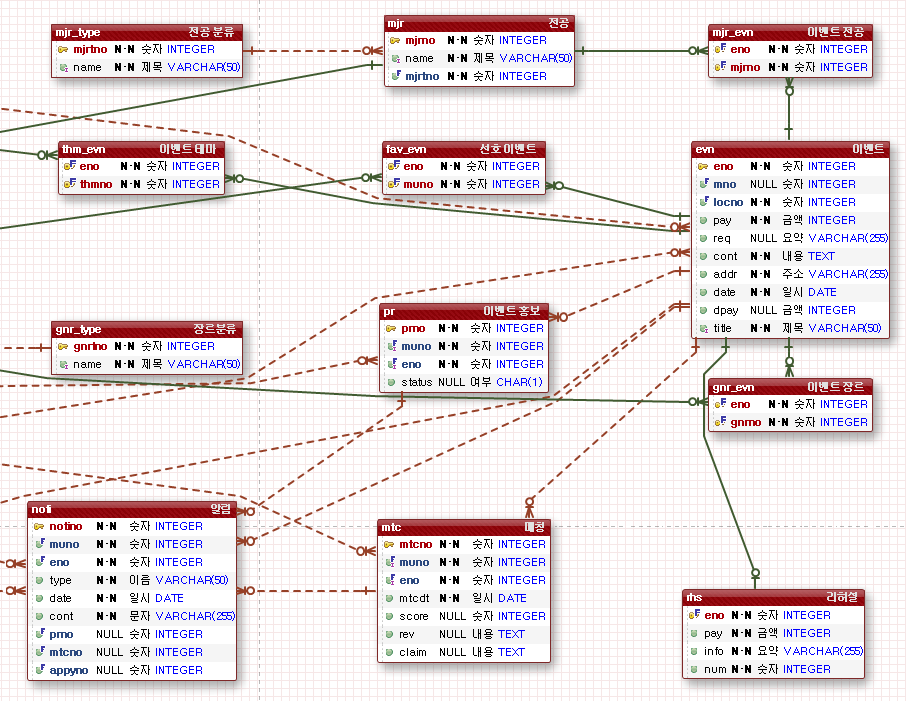 mjr_type 전공 분류
mjrtno N-N 숫자 INTEGER
name N-N 제목 VARCHAR(50)
mjr 전공
mjrno N-N 숫자 INTEGER
name N-N 제목 VARCHAR(50)
mjrtno N-N 숫자 INTEGER
mjr_evn 이벤트전공
eno N-N 숫자 INTEGER
mjrno N-N 숫자 INTEGER
thm_evn 이벤트테마
eno N-N 숫자 INTEGER
thmno N-N 숫자 INTEGER
fav_evn 선호이벤트
eno N-N 숫자 INTEGER
muno N-N 숫자 INTEGER
evn 이벤트
eno N-N 숫자 INTEGER
mno NULL 숫자 INTEGER
locno N-N 숫자 INTEGER
pay N-N 금액 INTEGER
req NULL 요약 VARCHAR(255)
cont N-N 내용 TEXT
addr N-N 주소 VARCHAR(255)
date N-N 일시 DATE
dpay NULL 금액 INTEGER
title N-N 제목 VARCHAR(50)
gnr_type 장르분류
gnrtno N-N 숫자 INTEGER
name N-N 제목 VARCHAR(50)
pr 이벤트홍보
prno N-N 숫자 INTEGER
muno N-N 숫자 INTEGER
eno N-N 숫자 INTEGER
status NULL 여부 CHAR(1)
gnr_evn 이벤트장르
eno N-N 숫자 INTEGER
gnrno N-N 숫자 INTEGER
noti 알림
notino N-N 숫자 INTEGER
muno N-N 숫자 INTEGER
eno N-N 숫자 INTEGER
type N-N 이름 VARCHAR(50)
date N-N 일시 DATE
cont N-N 문자 VARCHAR(255)
prno NULL 숫자 INTEGER
mtcno NULL 숫자 INTEGER
appyno NULL 숫자 INTEGER
mtc 매칭
mtcno N-N 숫자 INTEGER
muno N-N 숫자 INTEGER
eno N-N 숫자 INTEGER
mtcdt N-N 일시 DATE
score NULL 숫자 INTEGER
rev NULL 내용 TEXT
claim NULL 내용 TEXT
rhs 리허설
eno N-N 숫자 INTEGER
pay N-N 금액 INTEGER
info N-N 요약 VARCHAR(255)
num N-N 숫자 INTEGER